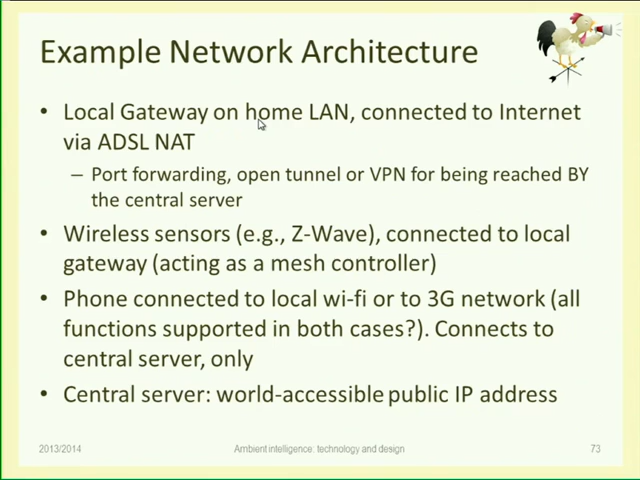 Example Network Architecture
• Local Gateway on home LAN, connected to Internet
via ADSL NAT
– Port forwarding, open tunnel or VPN for being reached BY
the central server
• Wireless sensors (e.g., Z-Wave), connected to local
gateway (acting as a mesh controller)
• Phone connected to local wi-fi or to 3G network (all
functions supported in both cases?). Connects to
central server, only
• Central server: world-accessible public IP address
2013/2014 Ambient intelligence: technology and design 73